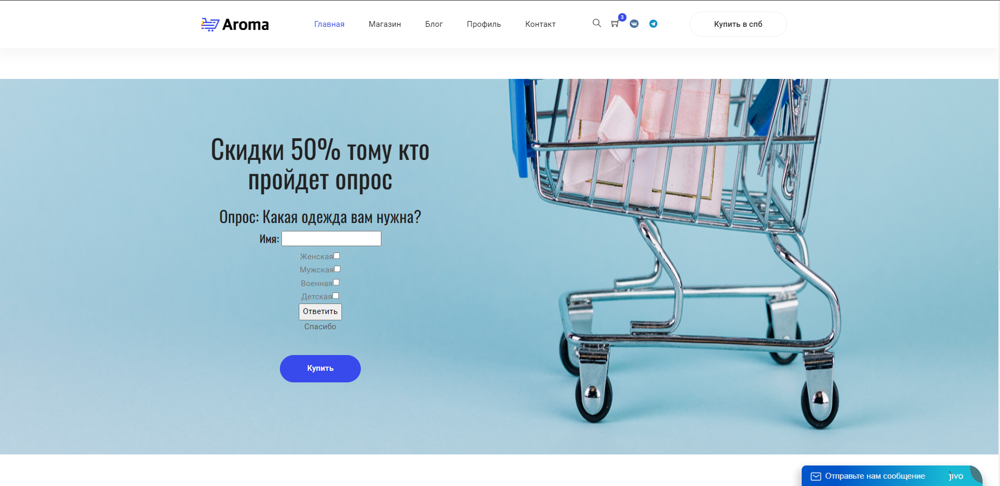 Aroma
Главная Магазин Блог Профиль Контакт 3 Купить в спб
Скидки 50% тому кто
пройдет опрос
Опрос: Какая одежда вам нужна?
Имя:
Женская
Мужская
Военная
Детская
Ответить
Спасибо
Купить
Отправьте нам сообщение jivo